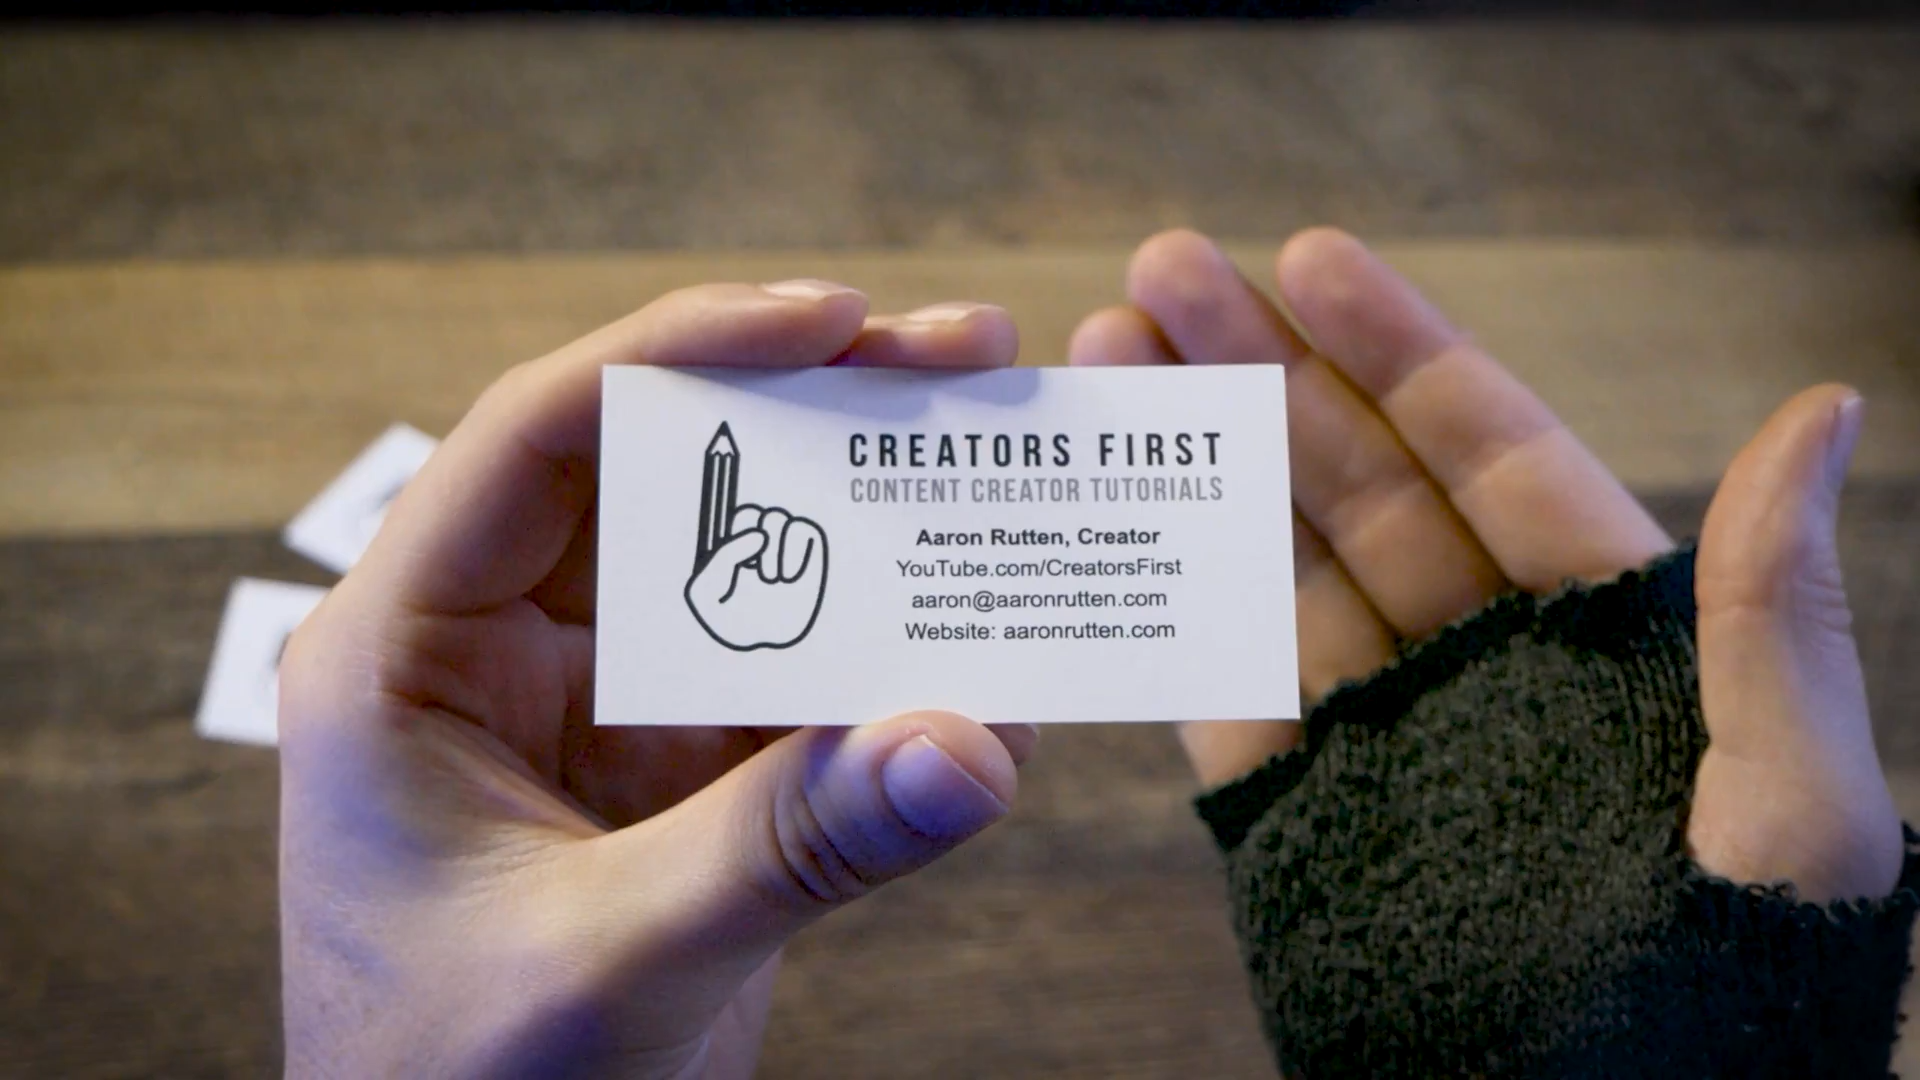 CREATORS FIRST
CONTENT CREATOR TUTORIALS
Aaron Rutten, Creator
YouTube.com/CreatorsFirst
aaron@aaronrutten.com
Website: aaronrutten.com